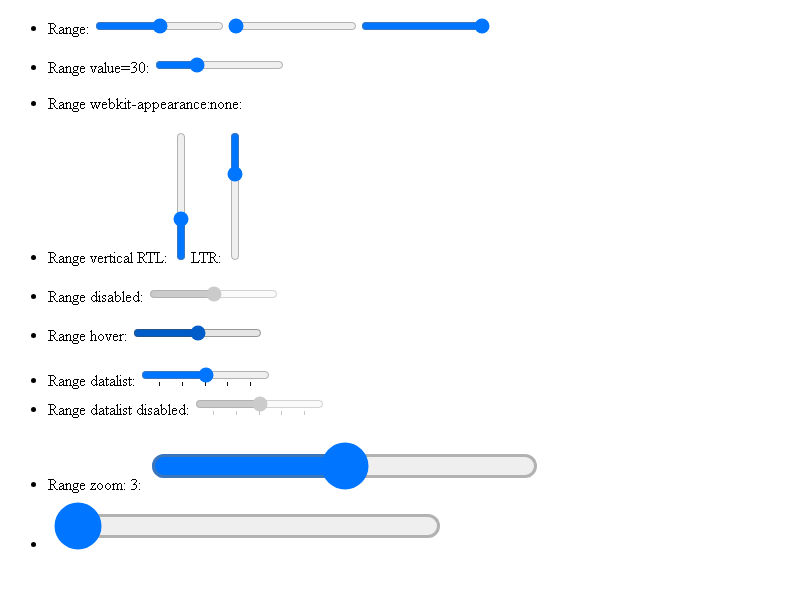 Range:
Range value=30:
Range webkit-appearance:none:
Range vertical RTL: LTR:
Range disabled:
Range hover:
Range datalist:
Range datalist disabled:
Range zoom: 3: